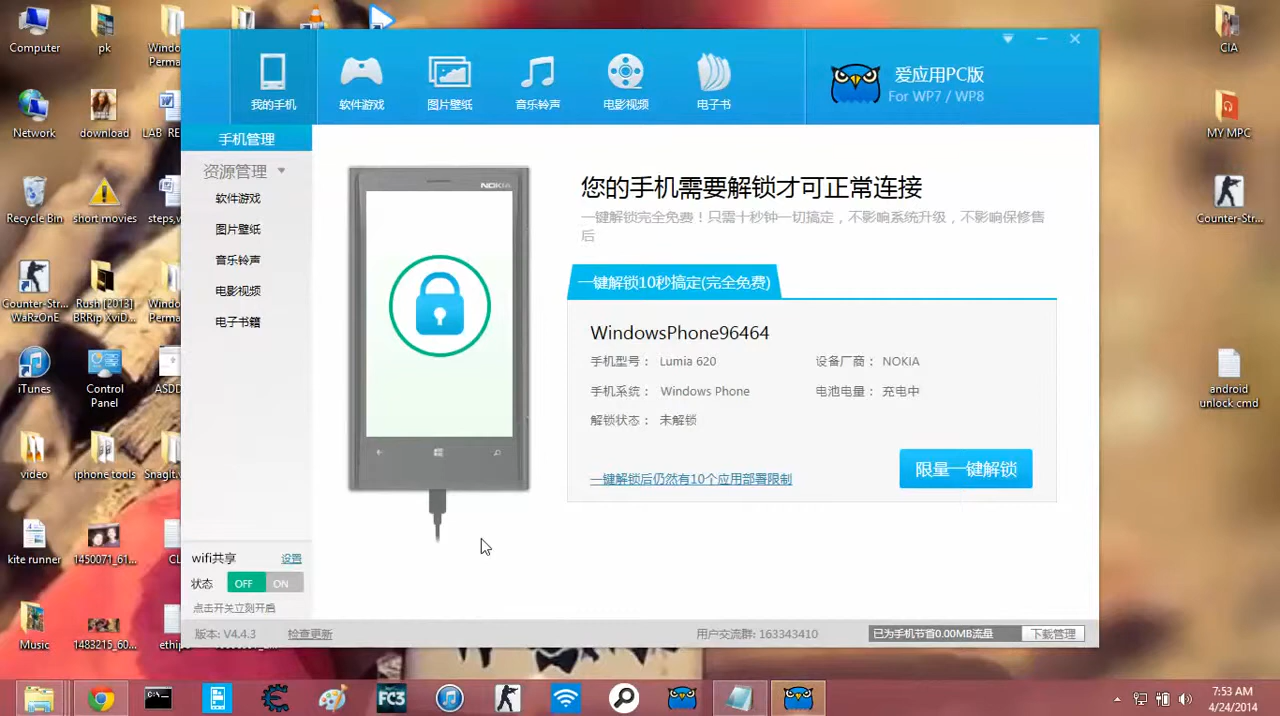 Computer
pk
Windo...
Perma...
Network
download
LAB_RE...
Recycle Bin
short movies
steps,w...
Counter-Str...
WaRzOnE
Rush [2013]
BRRip XviD...
Windo...
Perma...
iTunes
Control
Panel
ASDD
video
iphone tools
SnagIt.v...
kite runner
1450071_61...
CL
Music
1483215_60...
ethip
CIA
MY MPC
Counter-Str...
android
unlock cmd
我的手机
软件游戏
图片壁纸
音乐铃声
电影视频
电子书
爱应用PC版
For WP7 / WP8
手机管理
资源管理
软件游戏
图片壁纸
音乐铃声
电影视频
电子书籍
NOKIA
您的手机需要解锁才可正常连接
一键解锁完全免费！只需十秒钟一切搞定，不影响系统升级，不影响保修售
后
一键解锁10秒搞定(完全免费)
WindowsPhone96464
手机型号： Lumia 620
设备厂商： NOKIA
手机系统： Windows Phone
电池电量： 充电中
解锁状态： 未解锁
一键解锁后仍然有10个应用部署限制
限量一键解锁
wifi共享
设置
状态
OFF
ON
点击开关立刻开启
版本: V4.4.3
检查更新
用户交流群: 163343410
已为手机节省0.00MB流量
下载管理
FC3
7:53 AM
4/24/2014